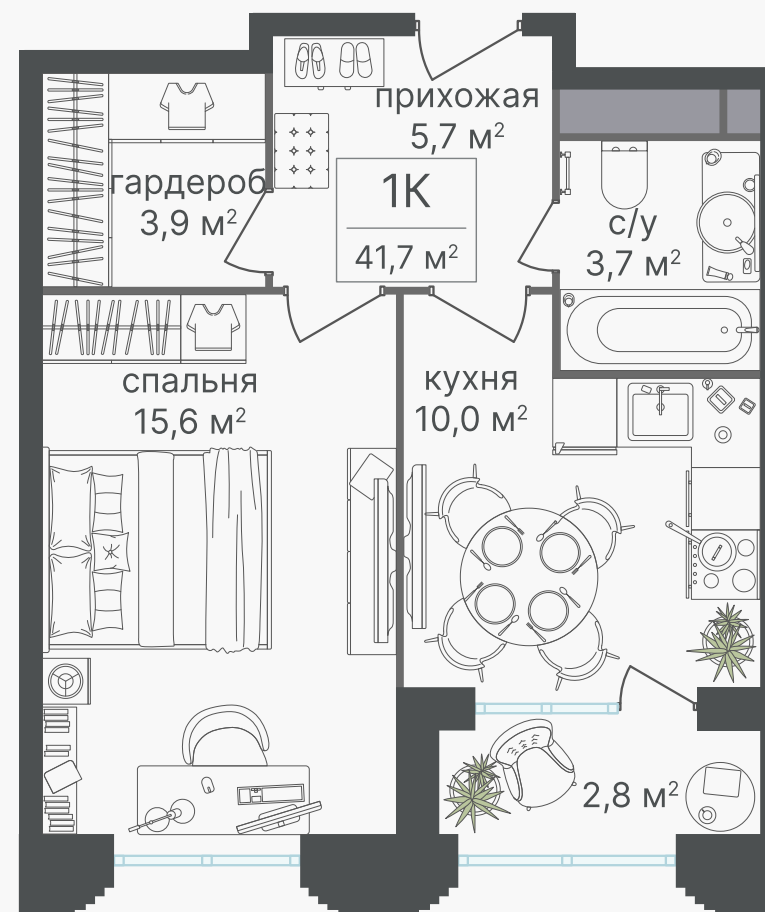 прихожая
5,7 м²
гардероб
3,9 м²
1К
41,7 м²
с/у
3,7 м²
спальня
15,6 м²
кухня
10,0 м²
2,8 м²